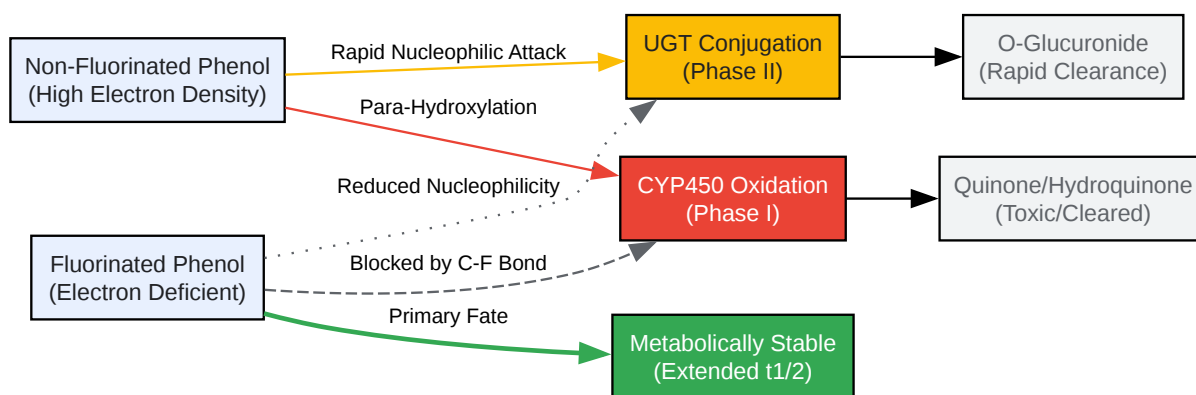 Non-Fluorinated Phenol
(High Electron Density)
Rapid Nucleophilic Attack
UGT Conjugation
(Phase II)
O-Glucuronide
(Rapid Clearance)
Para-Hydroxylation
Reduced Nucleophilicity
CYP450 Oxidation
(Phase I)
Quinone/Hydroquinone
(Toxic/Cleared)
Fluorinated Phenol
(Electron Deficient)
Blocked by C-F Bond
Primary Fate
Metabolically Stable
(Extended t1/2)